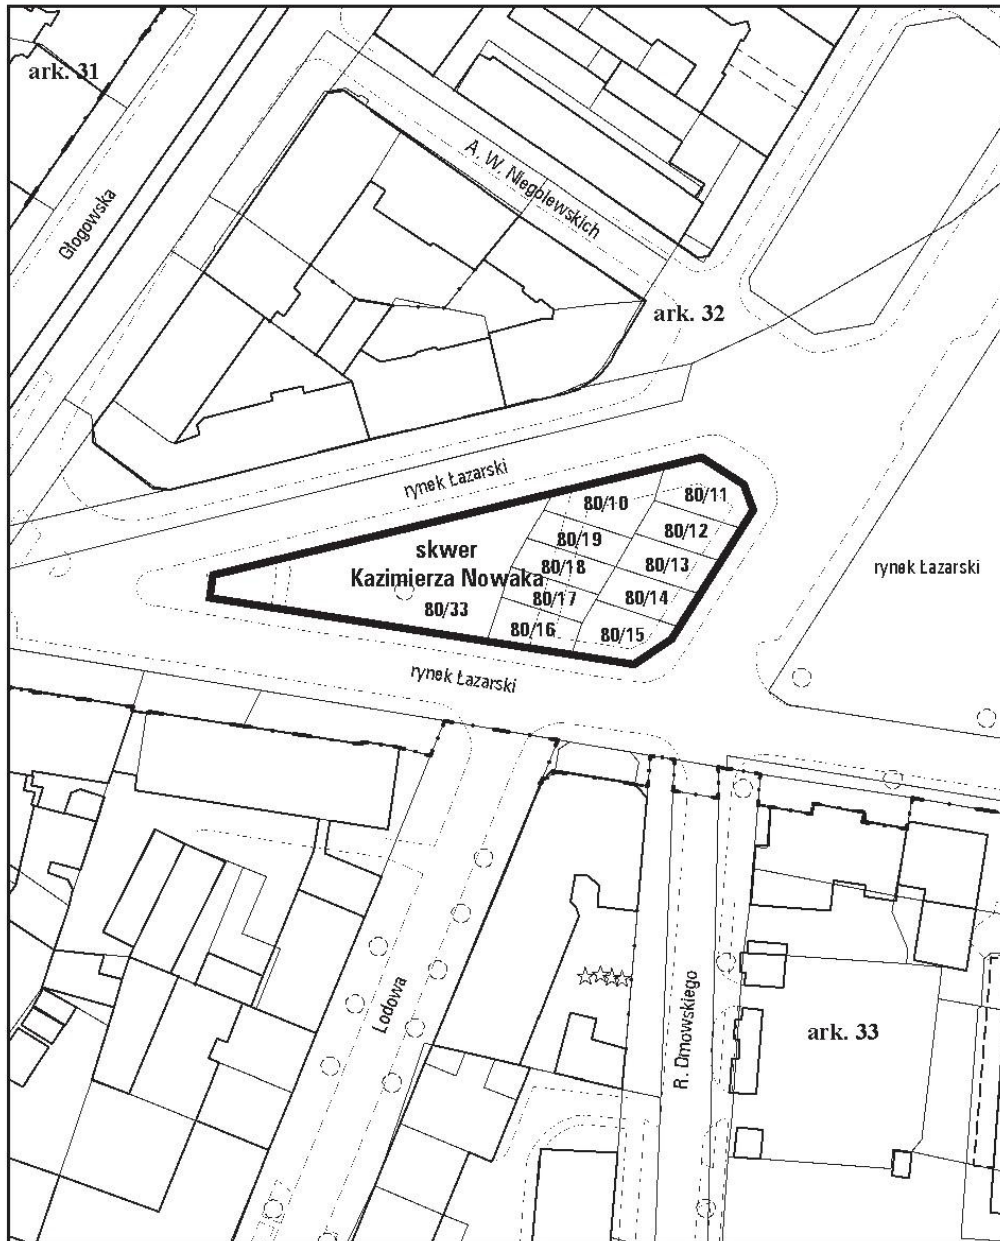 ark. 31
A. W. Niegolewskich
Głogowska
ark. 32
rynek Łazarski
80/11
80/10
80/12
80/19
skwer
80/13
80/18
Kazimierza Nowaka
rynek Łazarski
80/14
80/17
80/33
80/16
80/15
rynek Łazarski
Lodowa
R. Dmowskiego
ark. 33